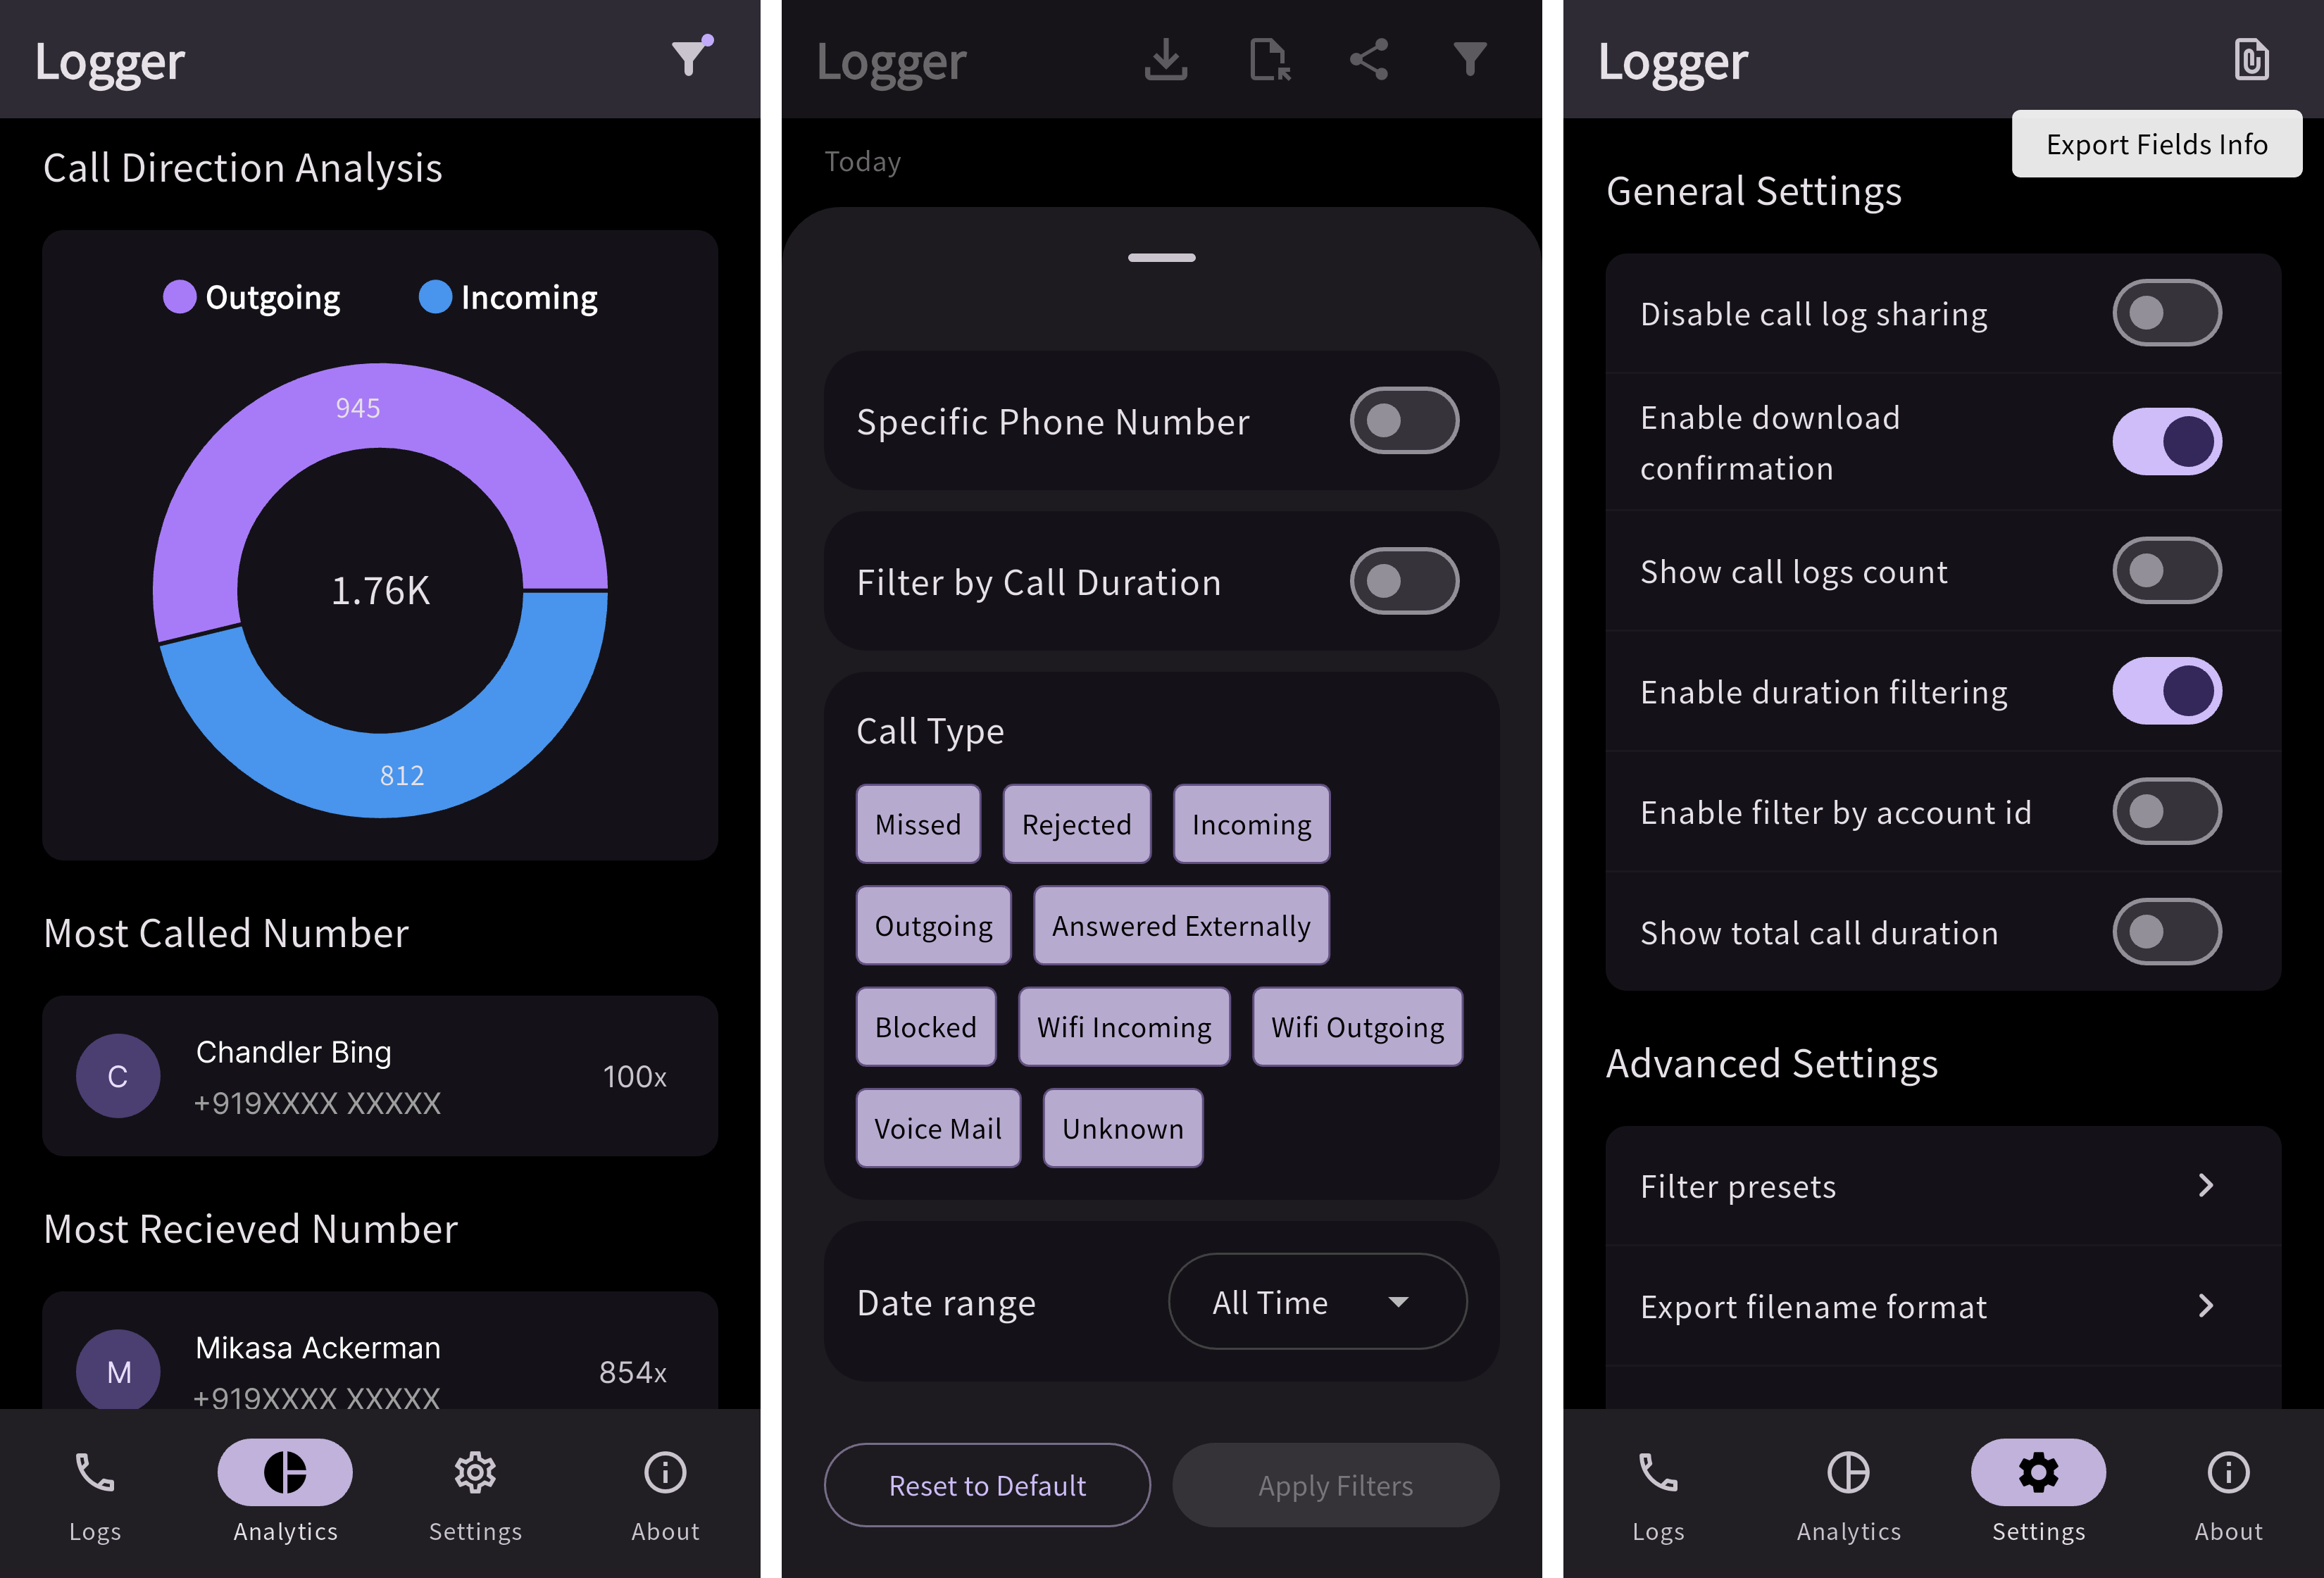 Logger
Call Direction Analysis
Outgoing
Incoming
945
1.76K
812
Most Called Number
C
Chandler Bing
+919XXXX XXXXX
100x
Most Recieved Number
M
Mikasa Ackerman
+919XXXX XXXXX
854x
Logs
Analytics
Settings
About
Logger
Today
Specific Phone Number
Filter by Call Duration
Call Type
Missed
Rejected
Incoming
Outgoing
Answered Externally
Blocked
Wifi Incoming
Wifi Outgoing
Voice Mail
Unknown
Date range
All Time
Reset to Default
Apply Filters
Logger
Export Fields Info
General Settings
Disable call log sharing
Enable download
confirmation
Show call logs count
Enable duration filtering
Enable filter by account id
Show total call duration
Advanced Settings
Filter presets
Export filename format
Logs
Analytics
Settings
About